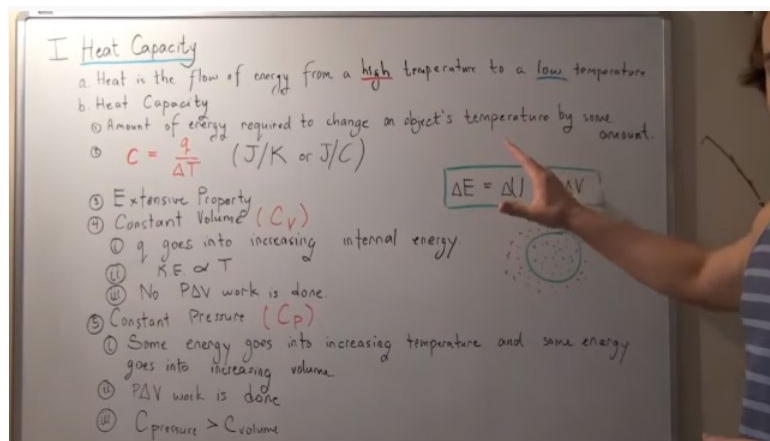 I Heat Capacity
a. Heat is the flow of energy from a high temperature to a low temperature
b. Heat Capacity
① Amount of energy required to change an object's temperature by some
amount.
② C = q/ΔT (J/K or J/C)
ΔE = ΔU ΔV
③ Extensive Property
④ Constant Volume (Cv)
ⓘ q goes into increasing internal energy.
ⓘⓘ K.E. α T
ⓘⓘⓘ No PΔV work is done.
⑤ Constant Pressure (Cp)
ⓘ Some energy goes into increasing temperature and some energy
goes into increasing volume
ⓘⓘ PΔV work is done
ⓘⓘⓘ Cpressure > Cvolume